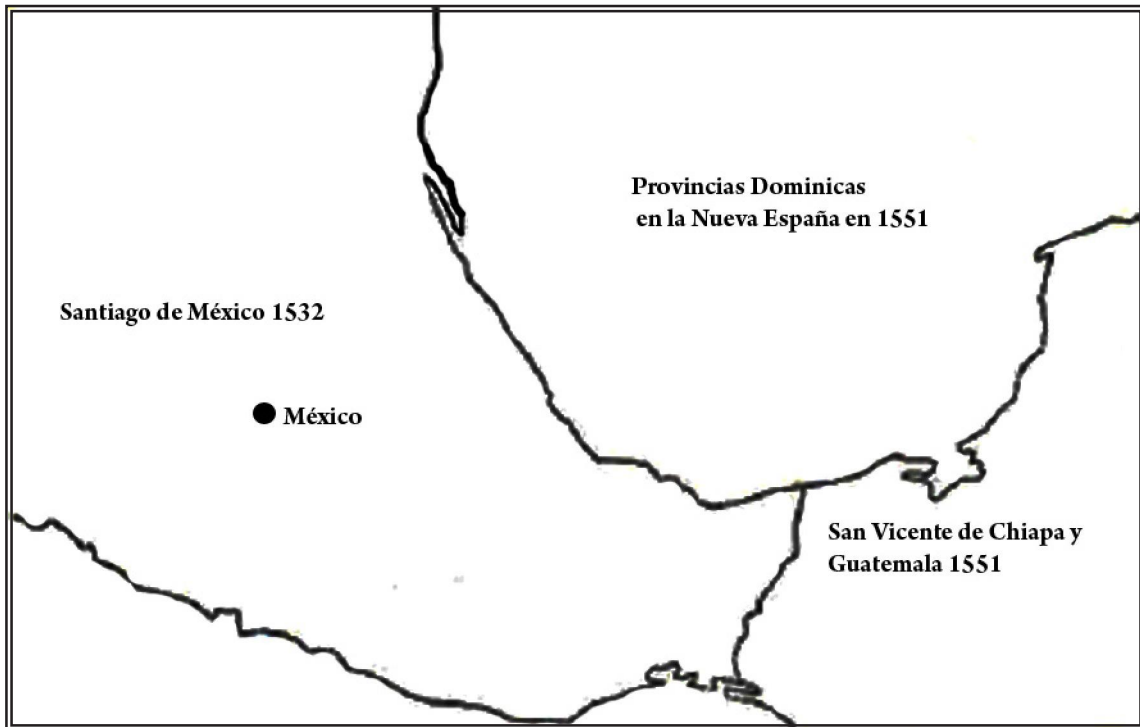 Provincias Dominicas
en la Nueva España en 1551
Santiago de México 1532
México
San Vicente de Chiapa y
Guatemala 1551